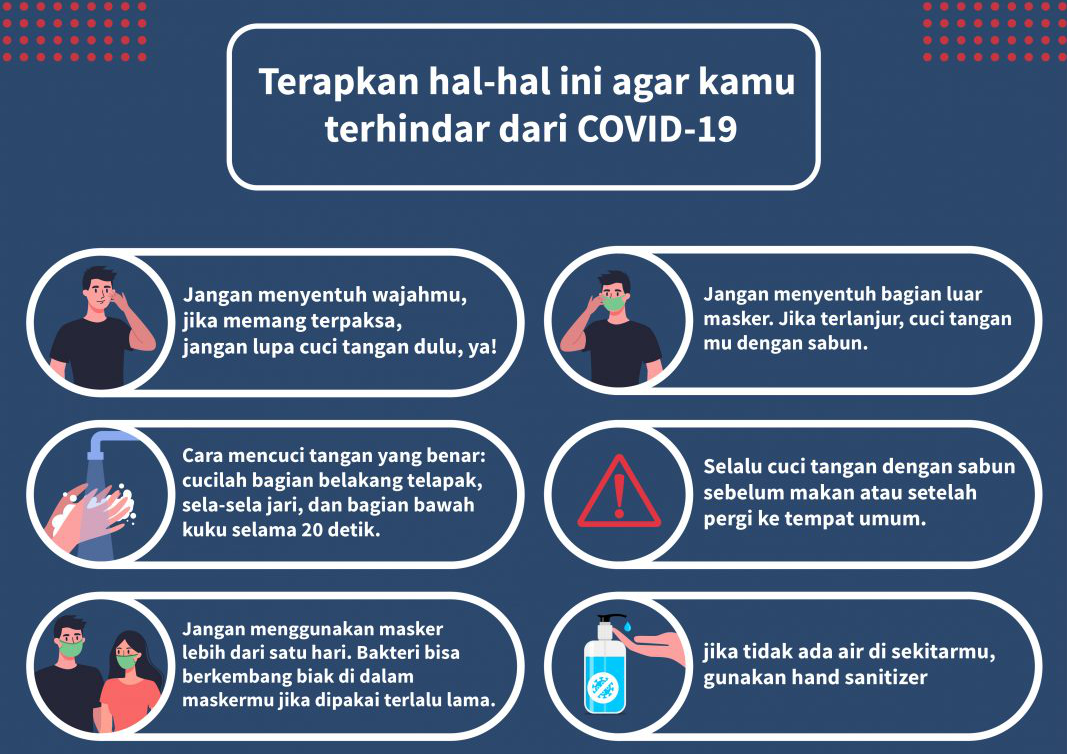 Terapkan hal-hal ini agar kamu
terhindar dari COVID-19
Jangan menyentuh wajahmu,
jika memang terpaksa,
jangan lupa cuci tangan dulu, ya!
Jangan menyentuh bagian luar
masker. Jika terlanjur, cuci tangan
mu dengan sabun.
Cara mencuci tangan yang benar:
cucilah bagian belakang telapak,
sela-sela jari, dan bagian bawah
kuku selama 20 detik.
Selalu cuci tangan dengan sabun
sebelum makan atau setelah
pergi ke tempat umum.
Jangan menggunakan masker
lebih dari satu hari. Bakteri bisa
berkembang biak di dalam
maskermu jika dipakai terlalu lama.
jika tidak ada air di sekitarmu,
gunakan hand sanitizer